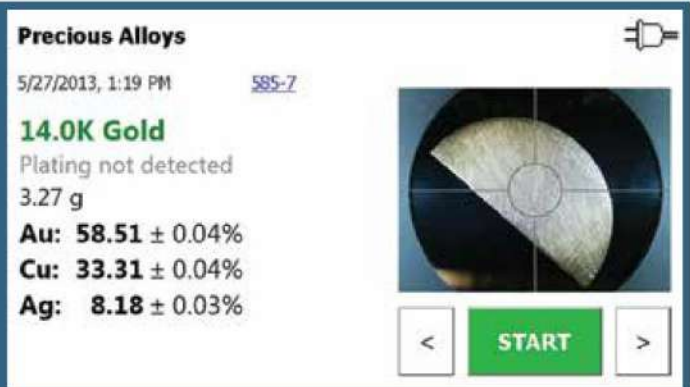 Precious Alloys
5/27/2013, 1:19 PM 585-7
14.0K Gold
Plating not detected
3.27 g
Au: 58.51 ± 0.04%
Cu: 33.31 ± 0.04%
Ag: 8.18 ± 0.03%
< START >